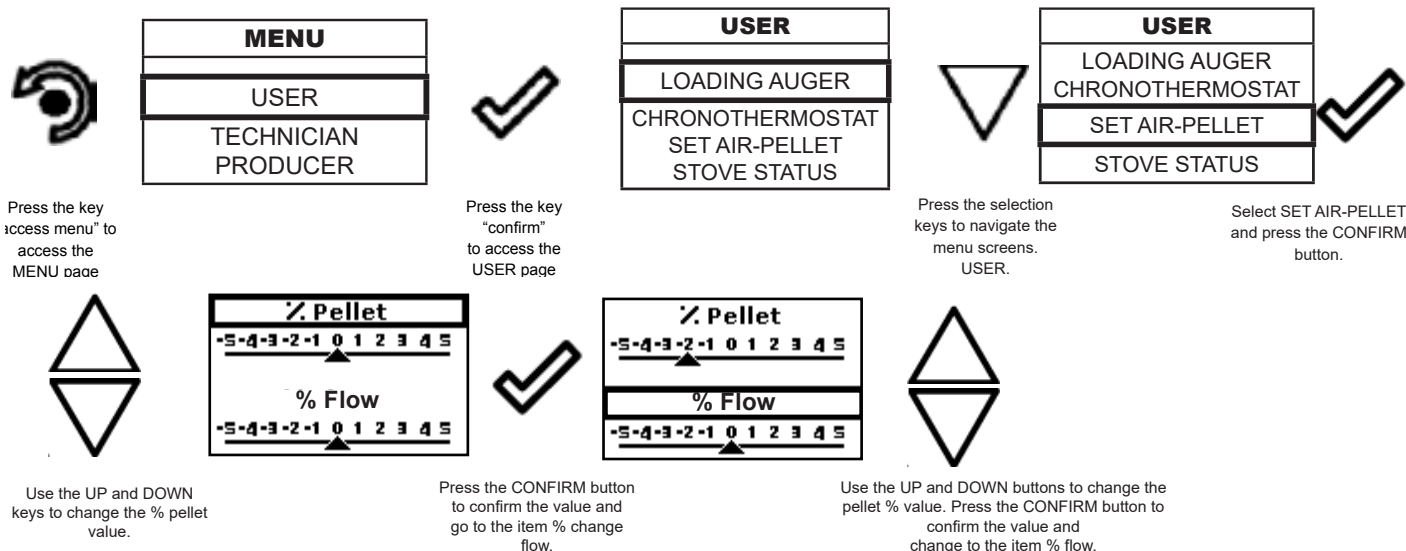 MENU
USER
TECHNICIAN
PRODUCER
USER
LOADING AUGER
CHRONOTHERMOSTAT
SET AIR-PELLET
STOVE STATUS
USER
LOADING AUGER
CHRONOTHERMOSTAT
SET AIR-PELLET
STOVE STATUS
Press the key
access menu” to
access the
MENU page
Press the key
“confirm”
to access the
USER page
Press the selection
keys to navigate the
menu screens.
USER.
Select SET AIR-PELLET
and press the CONFIRM
button.
% Pellet
-5-4-3-2-1 0 1 2 3 4 5
% Flow
-5-4-3-2-1 0 1 2 3 4 5
% Pellet
-5-4-3-2-1 0 1 2 3 4 5
% Flow
-5-4-3-2-1 0 1 2 3 4 5
Use the UP and DOWN
keys to change the % pellet
value.
Press the CONFIRM button
to confirm the value and
go to the item % change
flow.
Use the UP and DOWN buttons to change the
pellet % value. Press the CONFIRM button to
confirm the value and
change to the item % flow.